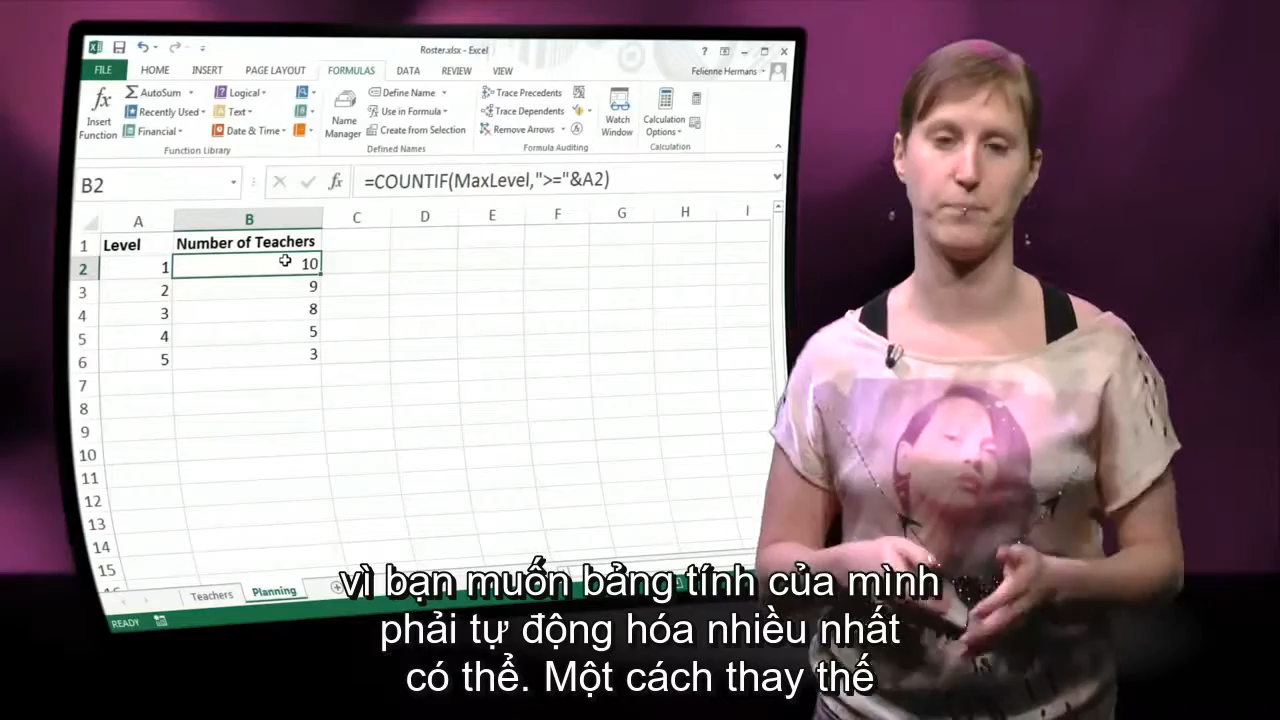 Roster.xlsx - Excel
FILE HOME INSERT PAGE LAYOUT FORMULAS DATA REVIEW VIEW Felienne Hermans
fx Insert Function
Σ AutoSum
Recently Used
Financial
Logical
Text
Date & Time
Function Library
Name Manager
Define Name
Use in Formula
Create from Selection
Defined Names
Trace Precedents
Trace Dependents
Remove Arrows
Formula Auditing
Watch Window
Calculation Options
Calculation
B2 fx =COUNTIF(MaxLevel,">="&A2)
A B C D E F G H I
1 Level Number of Teachers
2 1 10
3 2 9
4 3 8
5 4 5
6 5 3
7
8
9
10
11
12
13
14
15
Teachers Planning
READY
vì bạn muốn bảng tính của mình
phải tự động hóa nhiều nhất
có thể. Một cách thay thế